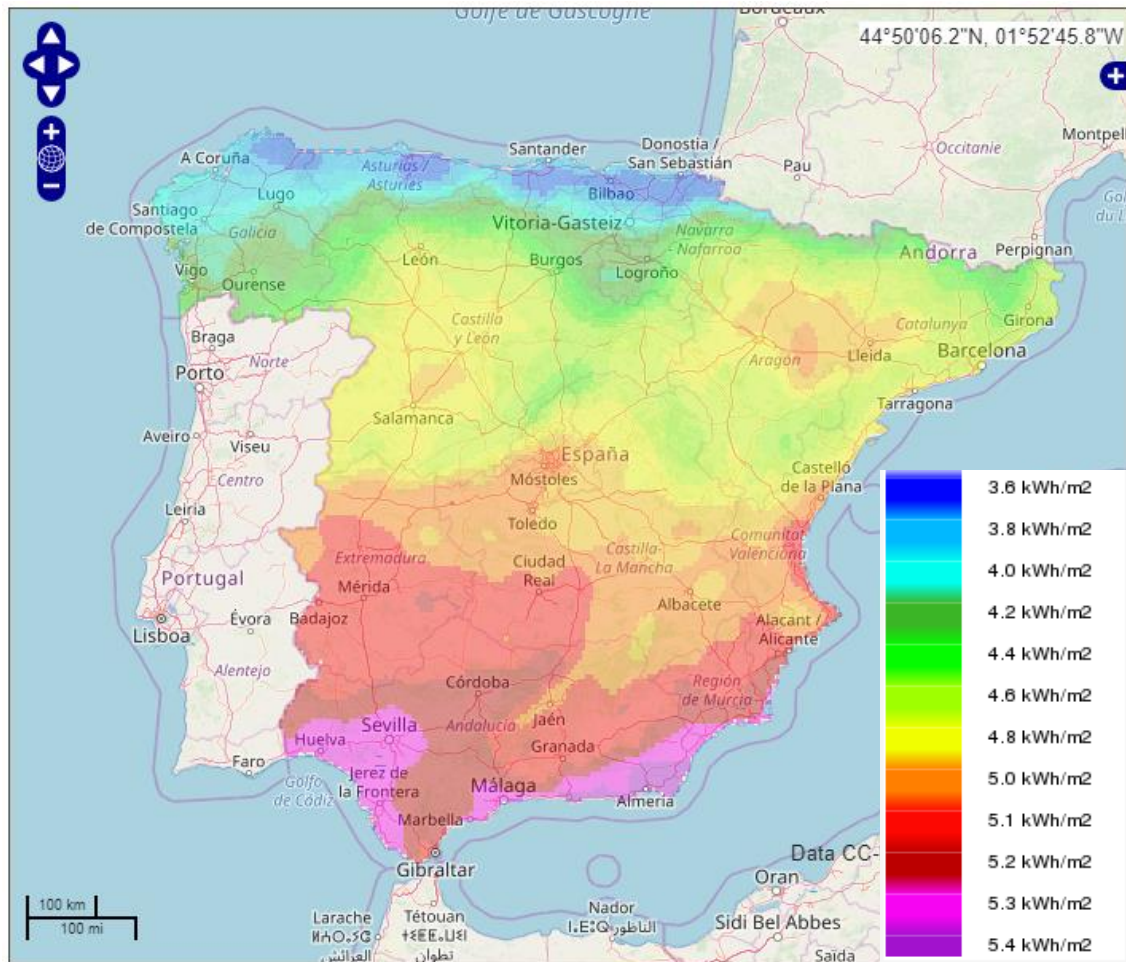 Golfe de Gascogne
Bordeaux
44°50'06.2"N, 01°52'45.8"W
Montpell
Occitanie
Pau
Donostia /
San Sebastián
Santander
A Coruña
Asturias /
Asturies
Bilbao
Lugo
Santiago
de Compostela
Galicia
Vitoria-Gasteiz
Navarra
- Nafarroa
Andorra
Perpignan
León
Burgos
Logroño
Vigo
Ourense
Girona
Castilla
y León
Catalunya
Braga
Norte
Aragón
Lleida
Barcelona
Porto
Salamanca
Tarragona
Aveiro
Viseu
España
Móstoles
Castelló
de la Plana
Centro
Leiria
Toledo
Comunitat
Valenciana
Extremadura
Ciudad
Real
Castilla-
La Mancha
Portugal
Mérida
Albacete
Lisboa
Évora
Badajoz
Alacant /
Alicante
Alentejo
Córdoba
Región
de Murcia
Sevilla
Andalucía
Jaén
Huelva
Granada
Faro
Golfo
de Cádiz
Jerez de
la Frontera
Málaga
Almería
Marbella
Gibraltar
Data CC-
Oran
100 km
100 mi
Larache
Tétouan
Nador
الناظور
Sidi Bel Abbes
العرائش
تطوان
Saïda
3.6 kWh/m2
3.8 kWh/m2
4.0 kWh/m2
4.2 kWh/m2
4.4 kWh/m2
4.6 kWh/m2
4.8 kWh/m2
5.0 kWh/m2
5.1 kWh/m2
5.2 kWh/m2
5.3 kWh/m2
5.4 kWh/m2